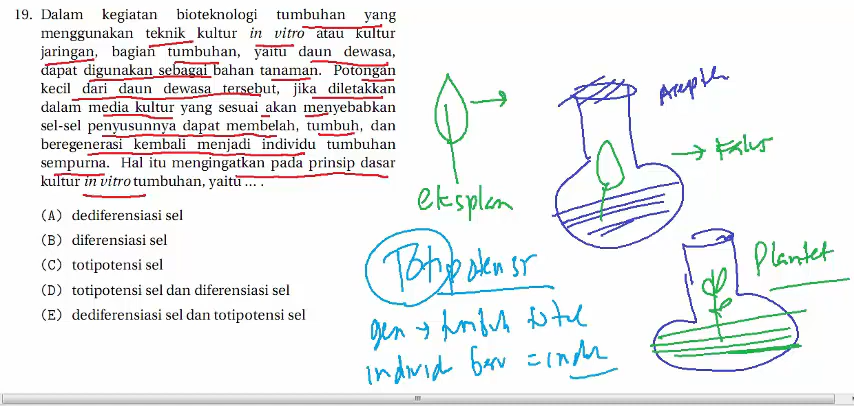 19. Dalam kegiatan bioteknologi tumbuhan yang
menggunakan teknik kultur in vitro atau kultur
jaringan, bagian tumbuhan, yaitu daun dewasa,
dapat digunakan sebagai bahan tanaman. Potongan
kecil dari daun dewasa tersebut, jika diletakkan
dalam media kultur yang sesuai akan menyebabkan
sel-sel penyusunnya dapat membelah, tumbuh, dan
beregenerasi kembali menjadi individu tumbuhan
sempurna. Hal itu mengingatkan pada prinsip dasar
kultur in vitro tumbuhan, yaitu ... .
(A) dediferensiasi sel
(B) diferensiasi sel
(C) totipotensi sel
(D) totipotensi sel dan diferensiasi sel
(E) dediferensiasi sel dan totipotensi sel
eksplan
Totipotensi
gen → tumbuh
individu = induk
Plantlet